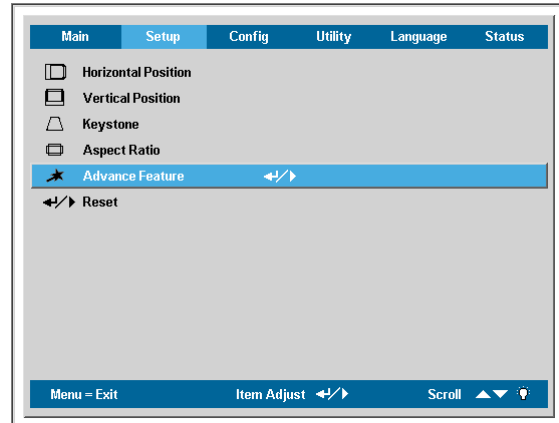 Main Setup Config Utility Language Status
Horizontal Position
Vertical Position
Keystone
Aspect Ratio
Advance Feature
Reset
Menu = Exit Item Adjust Scroll